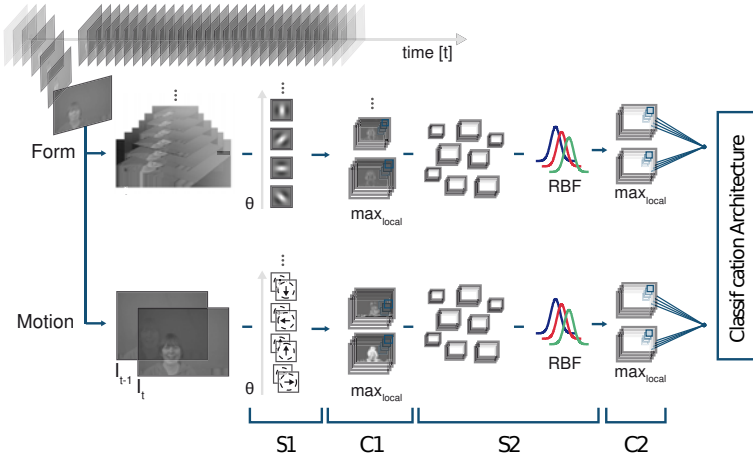 time [t]
Form
θ
max_local
RBF
max_local
Classif cation Architecture
Motion
I_t-1
I_t
θ
max_local
RBF
max_local
S1
C1
S2
C2